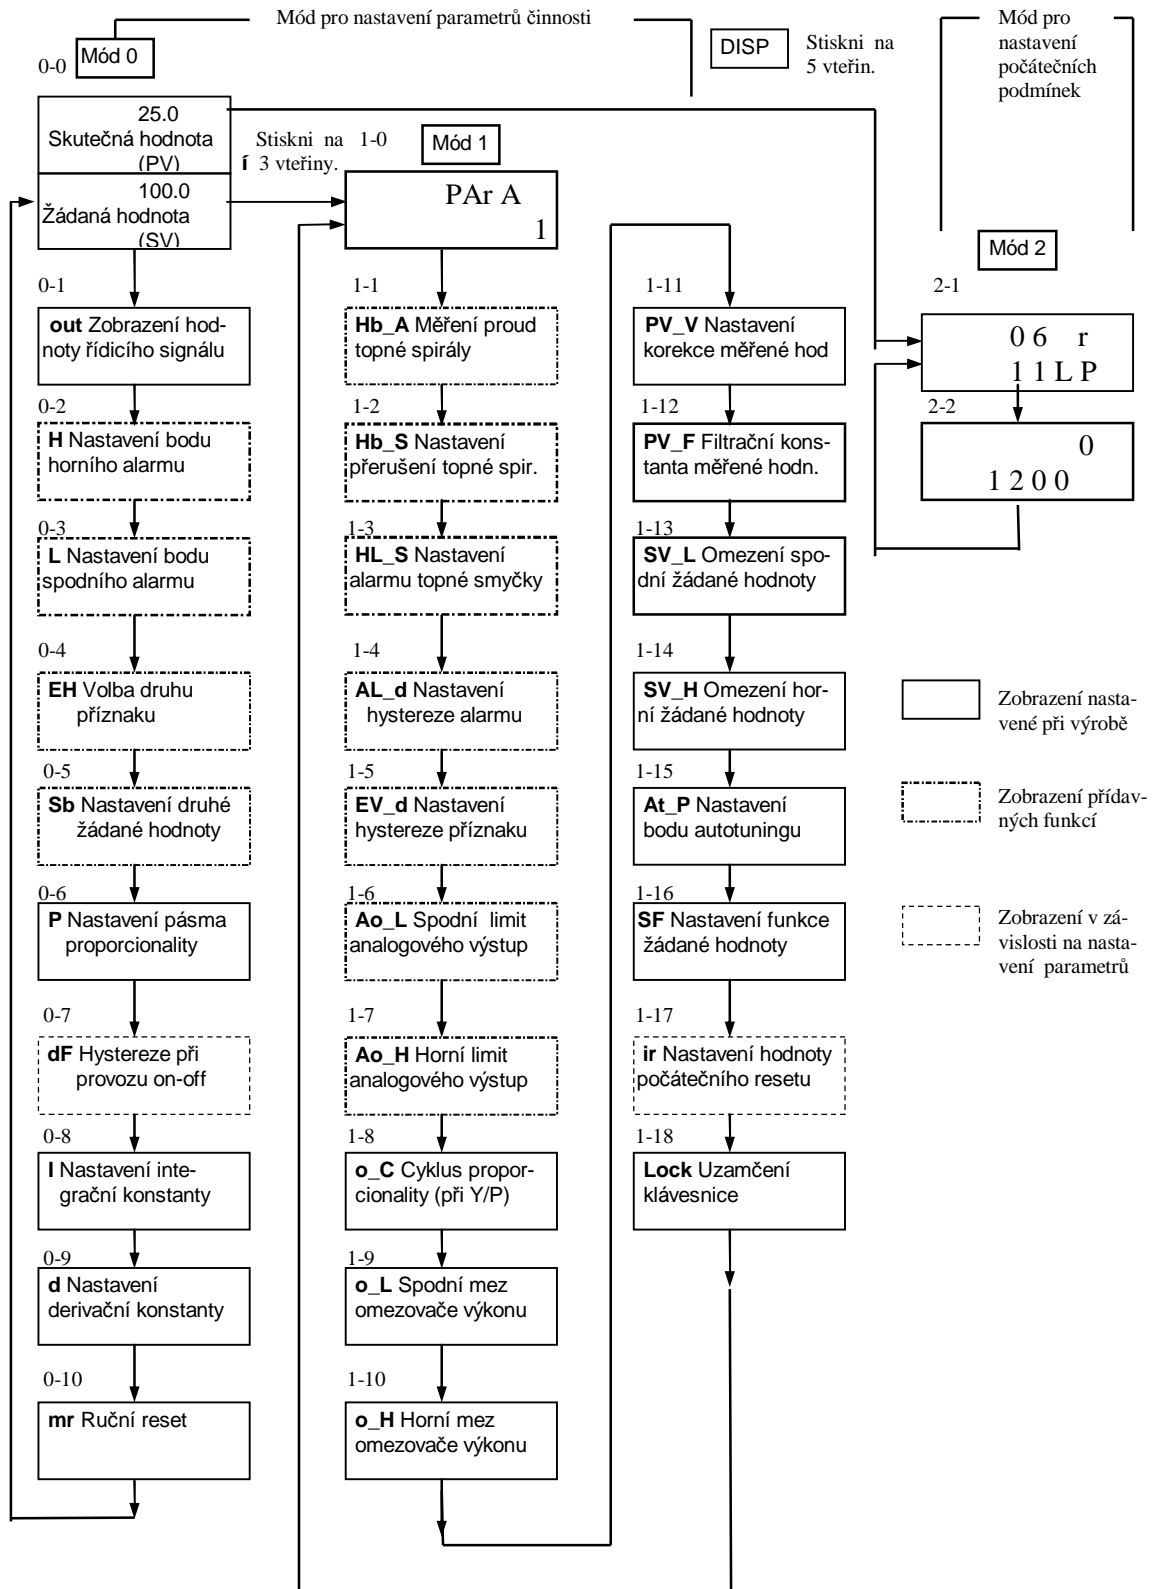 Mód pro nastavení parametrů činnosti
Mód 0
0-0
DISP
Stiskni na
5 vteřin.
Mód pro
nastavení
počátečních
podmínek
25.0
Skutečná hodnota
(PV)
100.0
Žádaná hodnota
(SV)
Stiskni na
í 3 vteřiny.
1-0
Mód 1
PAr A
1
Mód 2
0-1
out Zobrazení hod-
noty řídicího signálu
0-2
H Nastavení bodu
horního alarmu
0-3
L Nastavení bodu
spodního alarmu
0-4
EH Volba druhu
příznaku
0-5
Sb Nastavení druhé
žádané hodnoty
0-6
P Nastavení pásma
proporcionality
0-7
dF Hystereze při
provozu on-off
0-8
I Nastavení inte-
grační konstanty
0-9
d Nastavení
derivační konstanty
0-10
mr Ruční reset
1-1
Hb_A Měření proud
topné spirály
1-2
Hb_S Nastavení
přerušení topné spir.
1-3
HL_S Nastavení
alarmu topné smyčky
1-4
AL_d Nastavení
hystereze alarmu
1-5
EV_d Nastavení
hystereze příznaku
1-6
Ao_L Spodní limit
analogového výstup
1-7
Ao_H Horní limit
analogového výstup
1-8
o_C Cyklus propor-
cionality (při Y/P)
1-9
o_L Spodní mez
omezovače výkonu
1-10
o_H Horní mez
omezovače výkonu
1-11
PV_V Nastavení
korekce měřené hod
1-12
PV_F Filtrační kons-
tanta měřené hodn.
1-13
SV_L Omezení spo-
dní žádané hodnoty
1-14
SV_H Omezení hor-
ní žádané hodnoty
1-15
At_P Nastavení
bodu autotuningu
1-16
SF Nastavení funkce
žádané hodnoty
1-17
ir Nastavení hodnoty
počátečního resetu
1-18
Lock Uzamčení
klávesnice
2-1
0 6 r
1 1 L P
2-2
0
1 2 0 0
Zobrazení nasta-
vené při výrobě
Zobrazení přídav-
ných funkcí
Zobrazení v zá-
vislosti na nasta-
vení parametrů